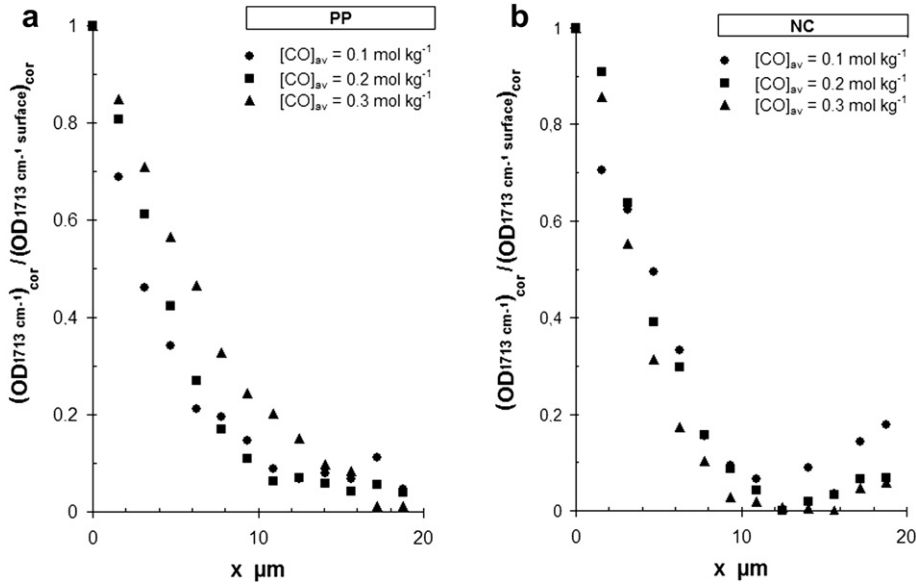 a
PP
[CO]av = 0.1 mol kg-1
[CO]av = 0.2 mol kg-1
[CO]av = 0.3 mol kg-1
(OD1713 cm-1)cor / (OD1713 cm-1 surface)cor
1
0.8
0.6
0.4
0.2
0
0
10
20
x μm
b
NC
[CO]av = 0.1 mol kg-1
[CO]av = 0.2 mol kg-1
[CO]av = 0.3 mol kg-1
(OD1713 cm-1)cor / (OD1713 cm-1 surface)cor
1
0.8
0.6
0.4
0.2
0
0
10
20
x μm